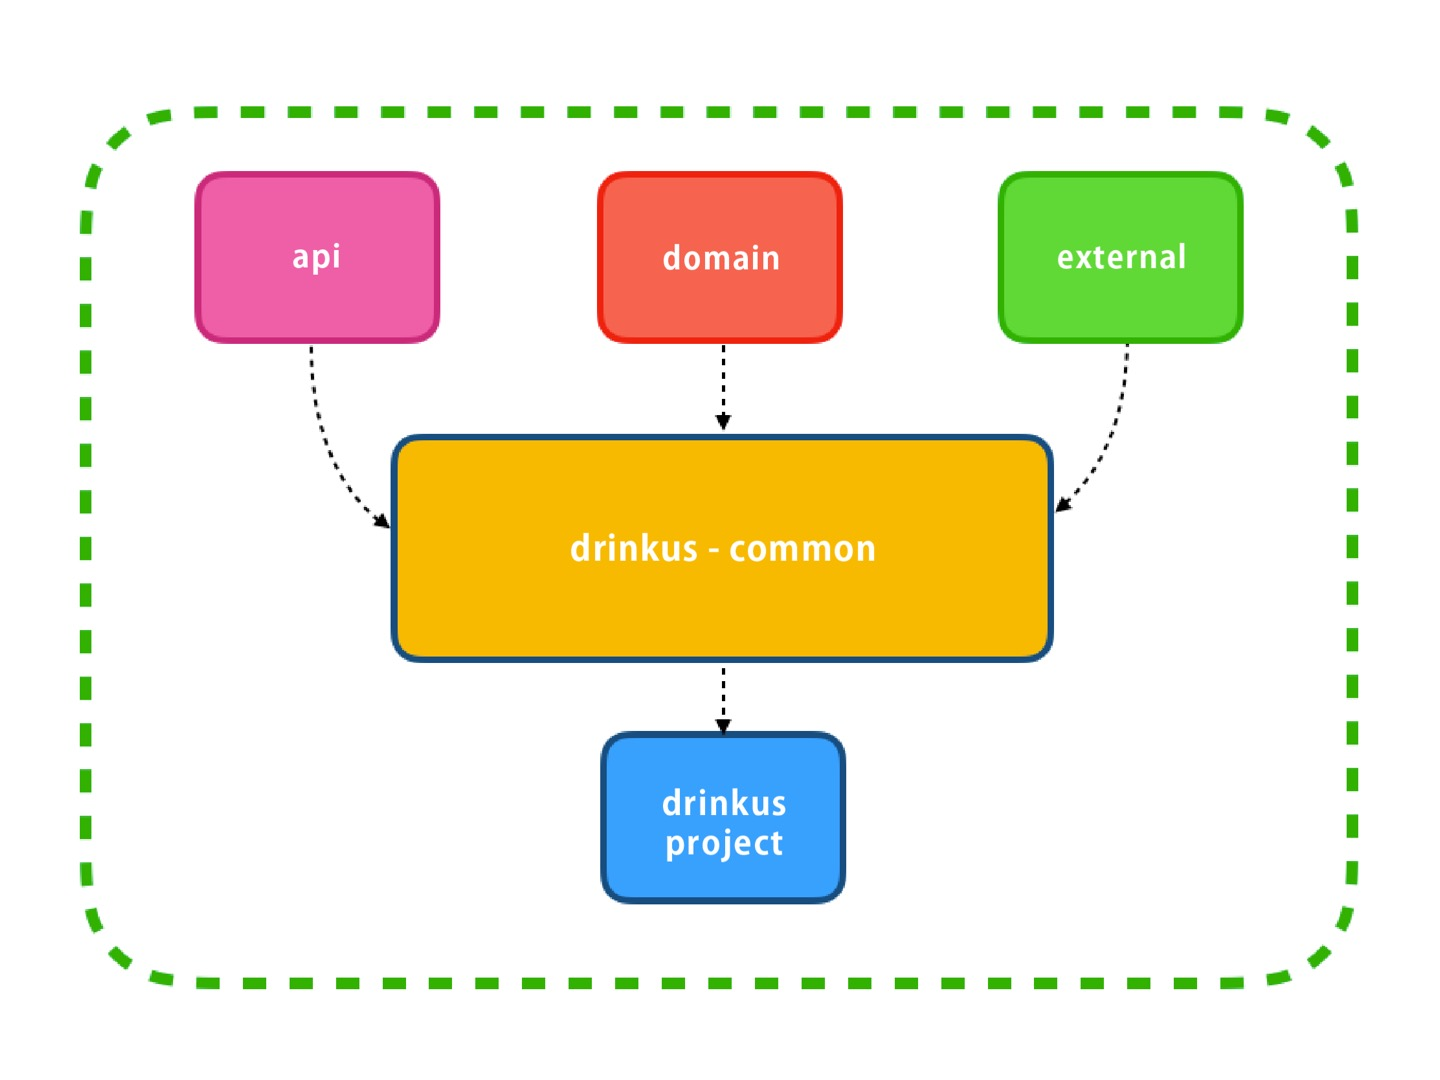 api
domain
external
drinkus - common
drinkus
project